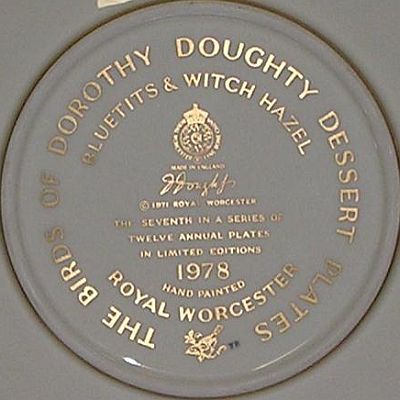 THE BIRDS OF DOROTHY DOUGHTY DESSERT PLATES
BLUETITS & WITCH HAZEL
MADE IN ENGLAND
D Doughty
© 1971 ROYAL WORCESTER
THE SEVENTH IN A SERIES OF
TWELVE ANNUAL PLATES
IN LIMITED EDITIONS
1978
HAND PAINTED
ROYAL WORCESTER